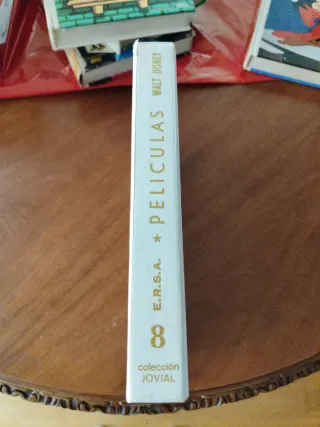 WALT DISNEY
PELICULAS
★
E.R.S.A.
8
colección
JOVIAL